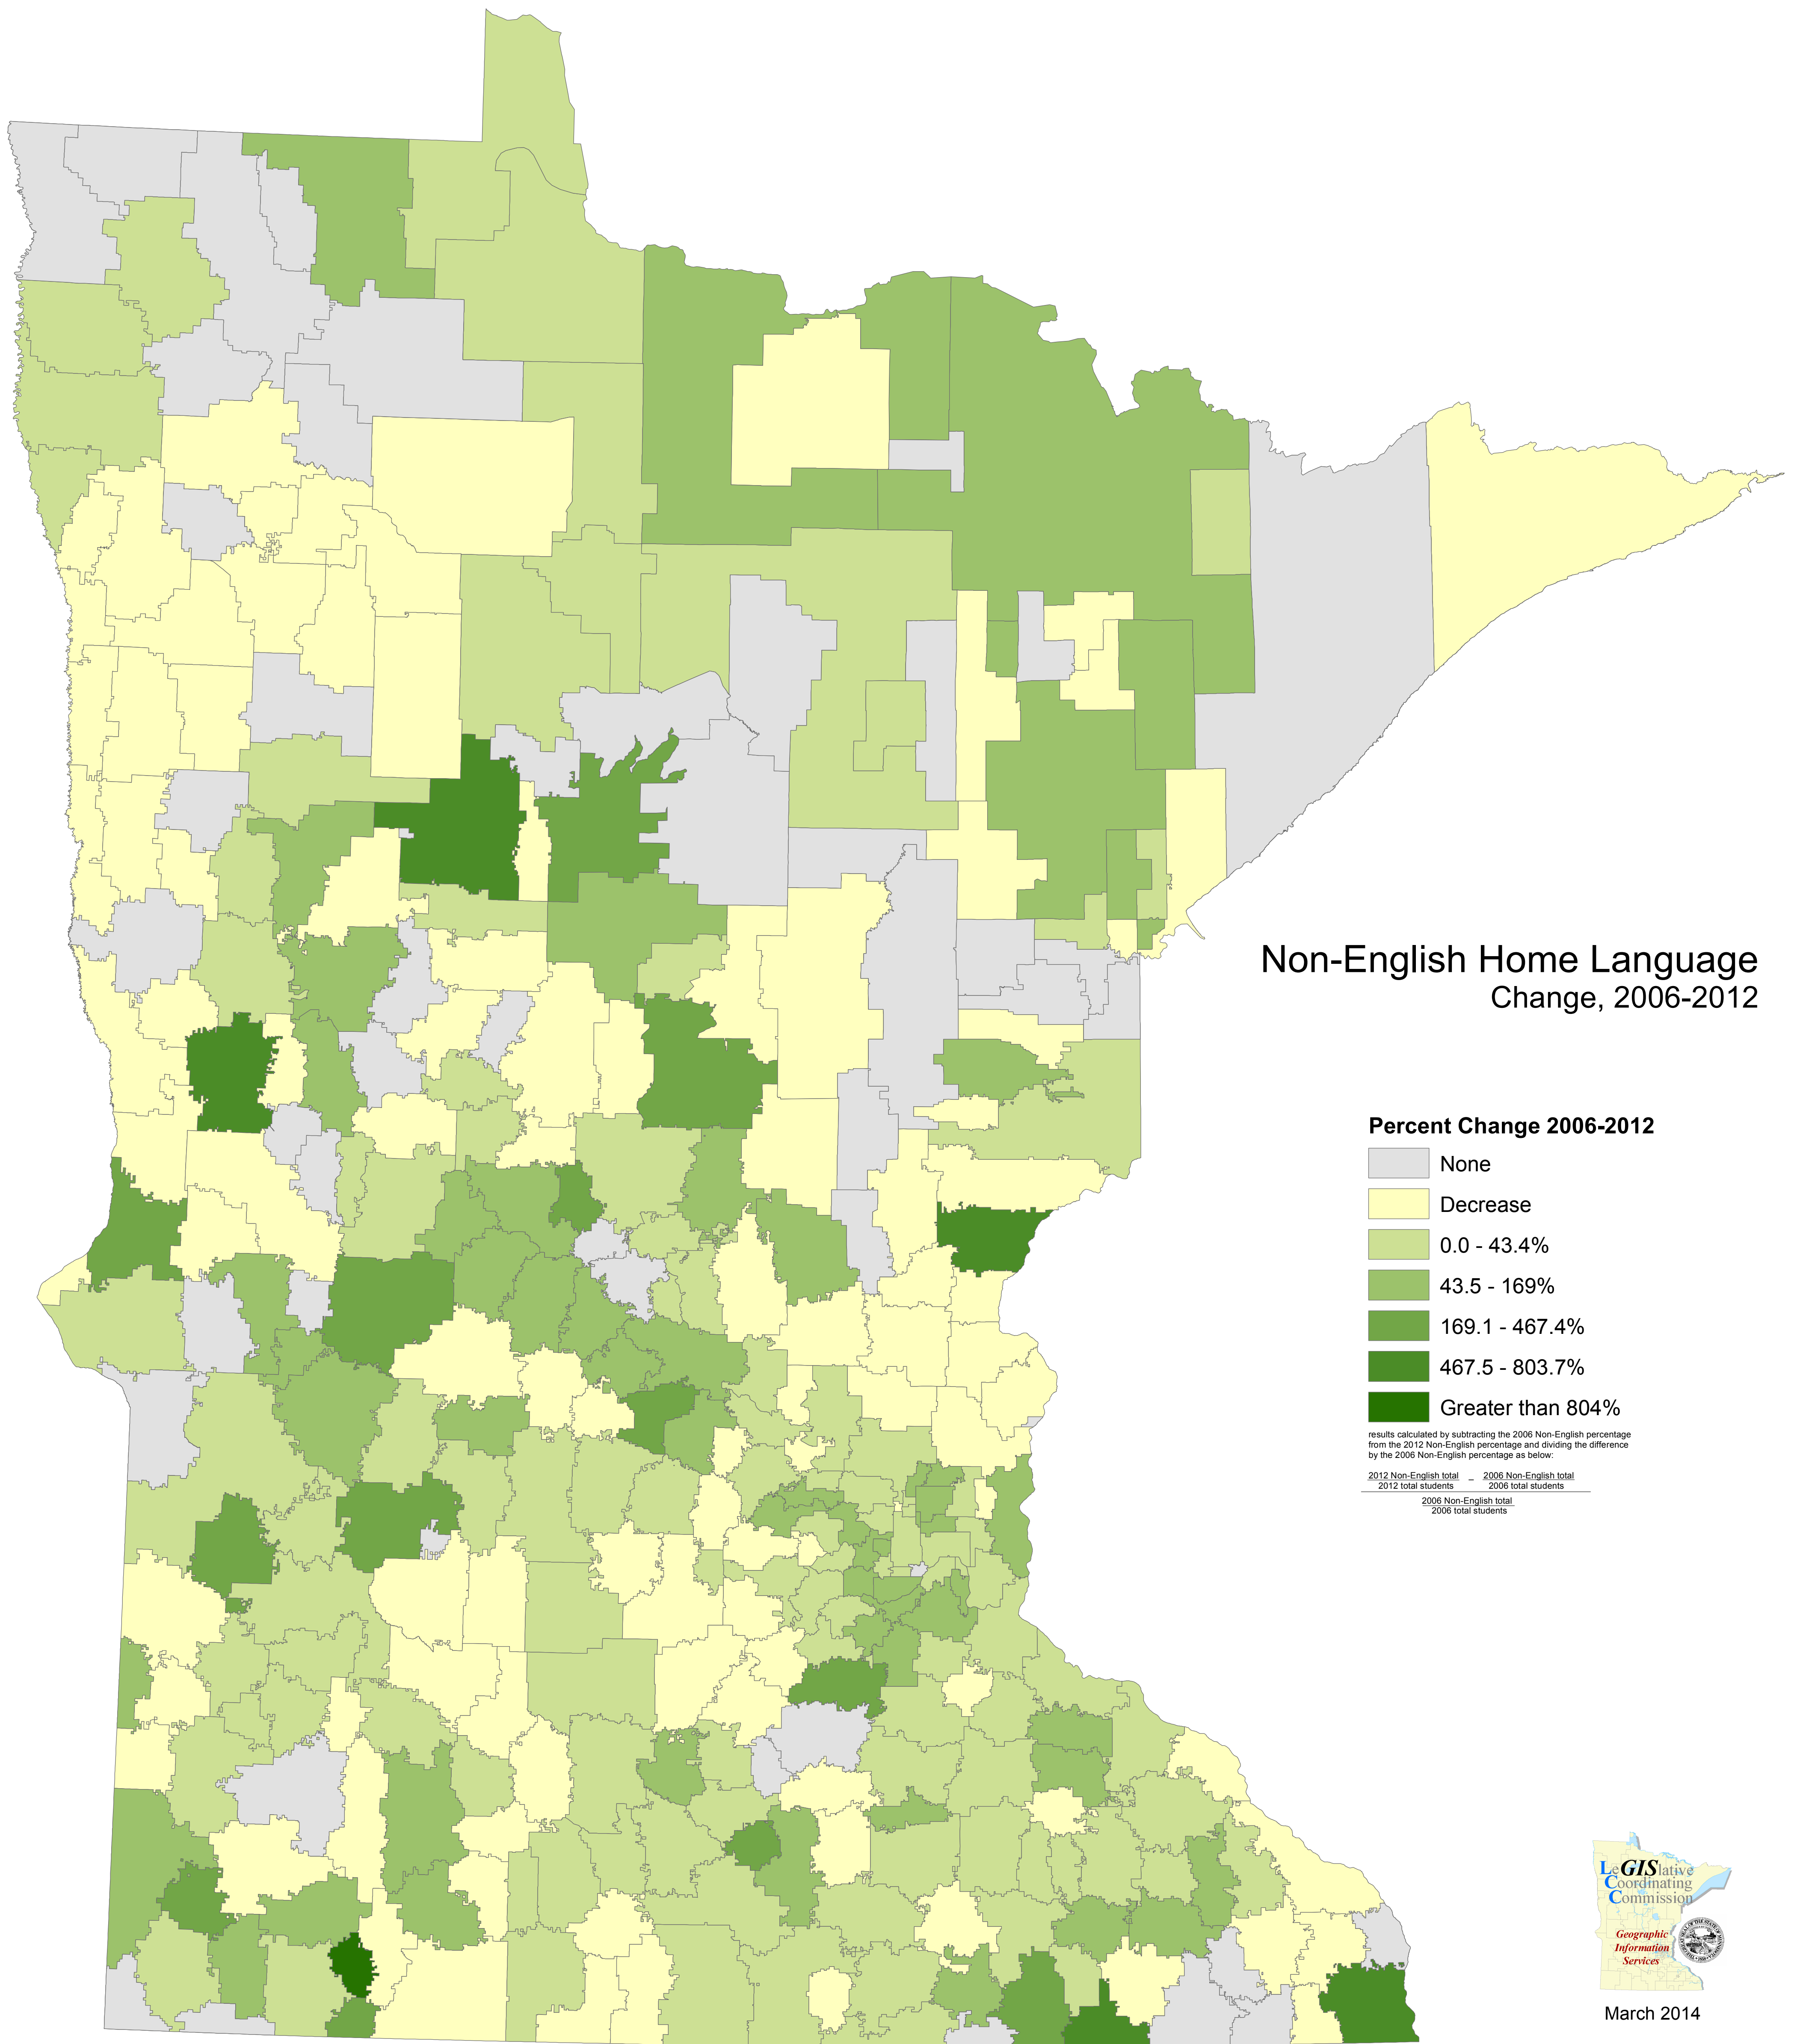 Non-English Home Language
Change, 2006-2012
Percent Change 2006-2012
None
Decrease
0.0 - 43.4%
43.5 - 169%
169.1 - 467.4%
467.5 - 803.7%
Greater than 804%
results calculated by subtracting the 2006 Non-English percentage
from the 2012 Non-English percentage and dividing the difference
by the 2006 Non-English percentage as below:
2012 Non-English total – 2006 Non-English total
2012 total students 2006 total students
2006 Non-English total
2006 total students
LeGISlative
Coordinating
Commission
Geographic
Information
Services
March 2014